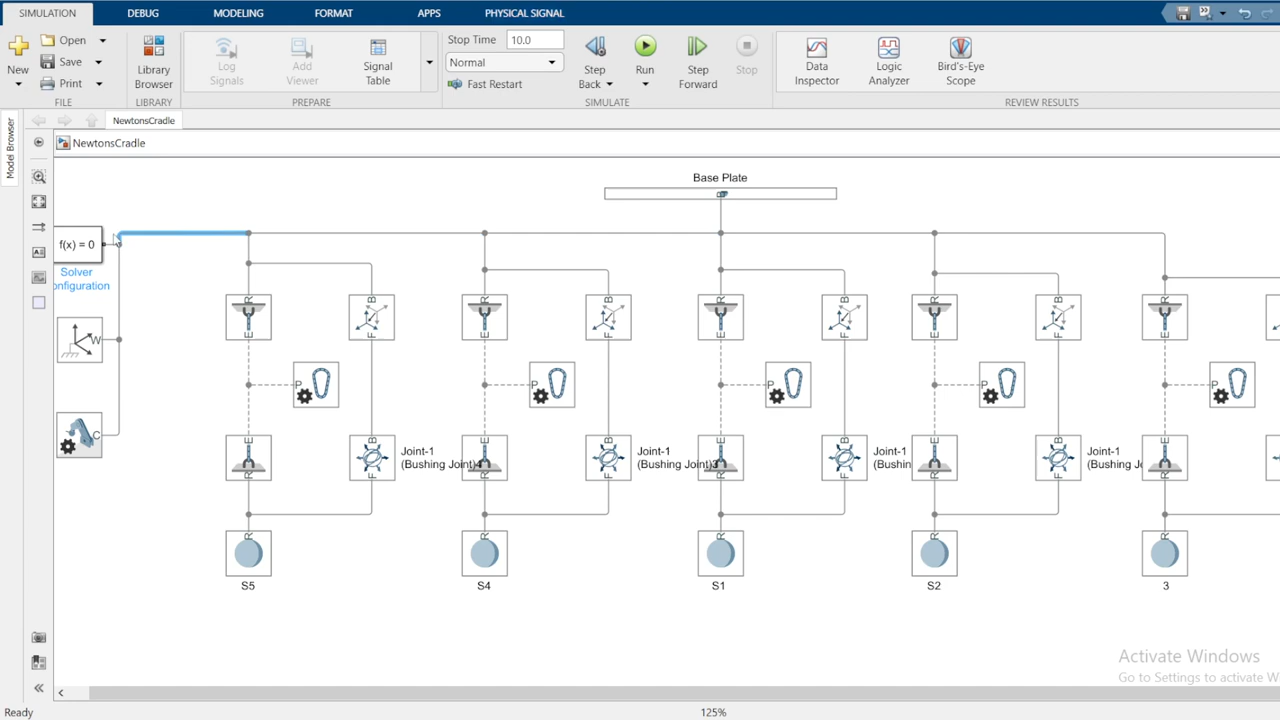 SIMULATION DEBUG MODELING FORMAT APPS PHYSICAL SIGNAL
New
Open
Save
Print
FILE
Library
Browser
LIBRARY
Log
Signals
Add
Viewer
Signal
Table
PREPARE
Stop Time 10.0
Normal
Fast Restart
Step
Back
Run
Step
Forward
Stop
SIMULATE
Data
Inspector
Logic
Analyzer
Bird's-Eye
Scope
REVIEW RESULTS
Model Browser
NewtonsCradle
NewtonsCradle
Base Plate
f(x) = 0
Solver
onfiguration
W
C
R R R R R
B B B B
E E E E E
F F F F
P P P P P
E E E E E
B B B B
Joint-1
(Bushing Joint)4
Joint-1
(Bushing Joint)3
Joint-1
(Bushin
Joint-1
(Bushing Jo
R R R R R
F F F F
R R R R R
S5 S4 S1 S2 3
Activate Windows
Go to Settings to activate W
Ready 125%